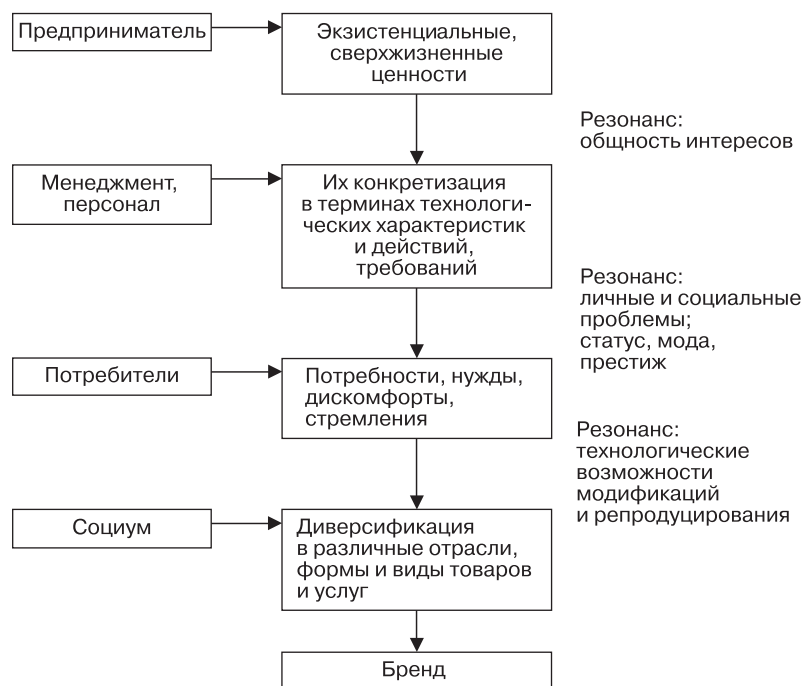 Предприниматель
Экзистенциальные,
сверхжизненные
ценности
Резонанс:
общность интересов
Менеджмент,
персонал
Их конкретизация
в терминах технологи-
ческих характеристик
и действий,
требований
Резонанс:
личные и социальные
проблемы;
статус, мода,
престиж
Потребители
Потребности, нужды,
дискомфорты,
стремления
Резонанс:
технологические
возможности
модификаций
и репродуцирования
Социум
Диверсификация
в различные отрасли,
формы и виды товаров
и услуг
Бренд